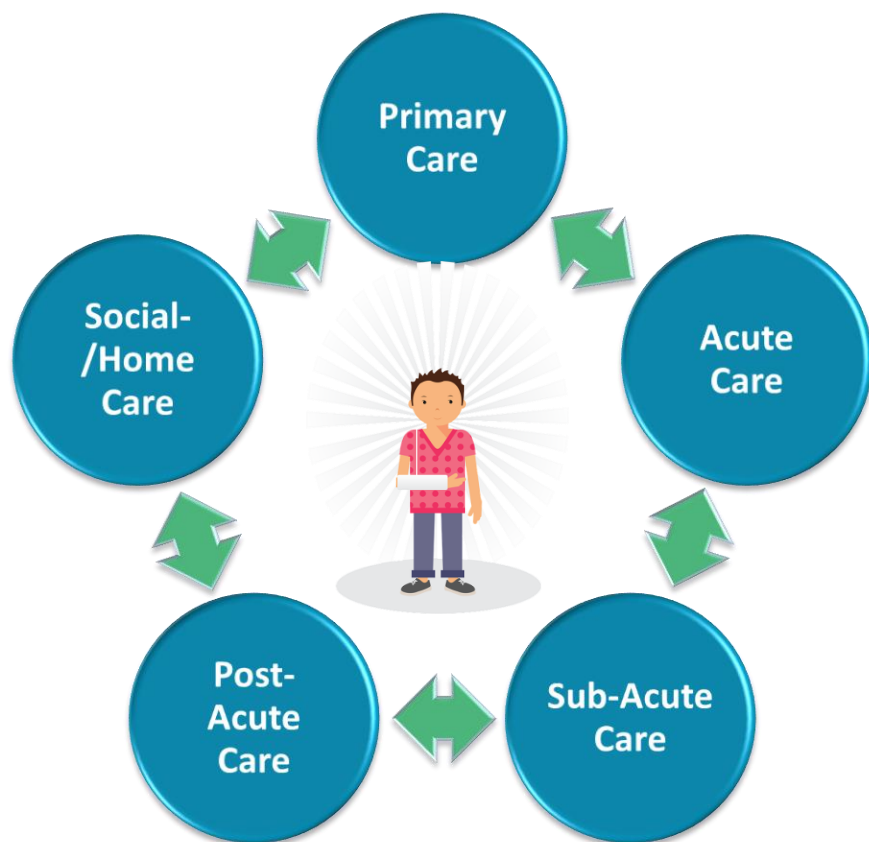 Primary
Care
Social-
/Home
Care
Acute
Care
Post-
Acute
Care
Sub-Acute
Care